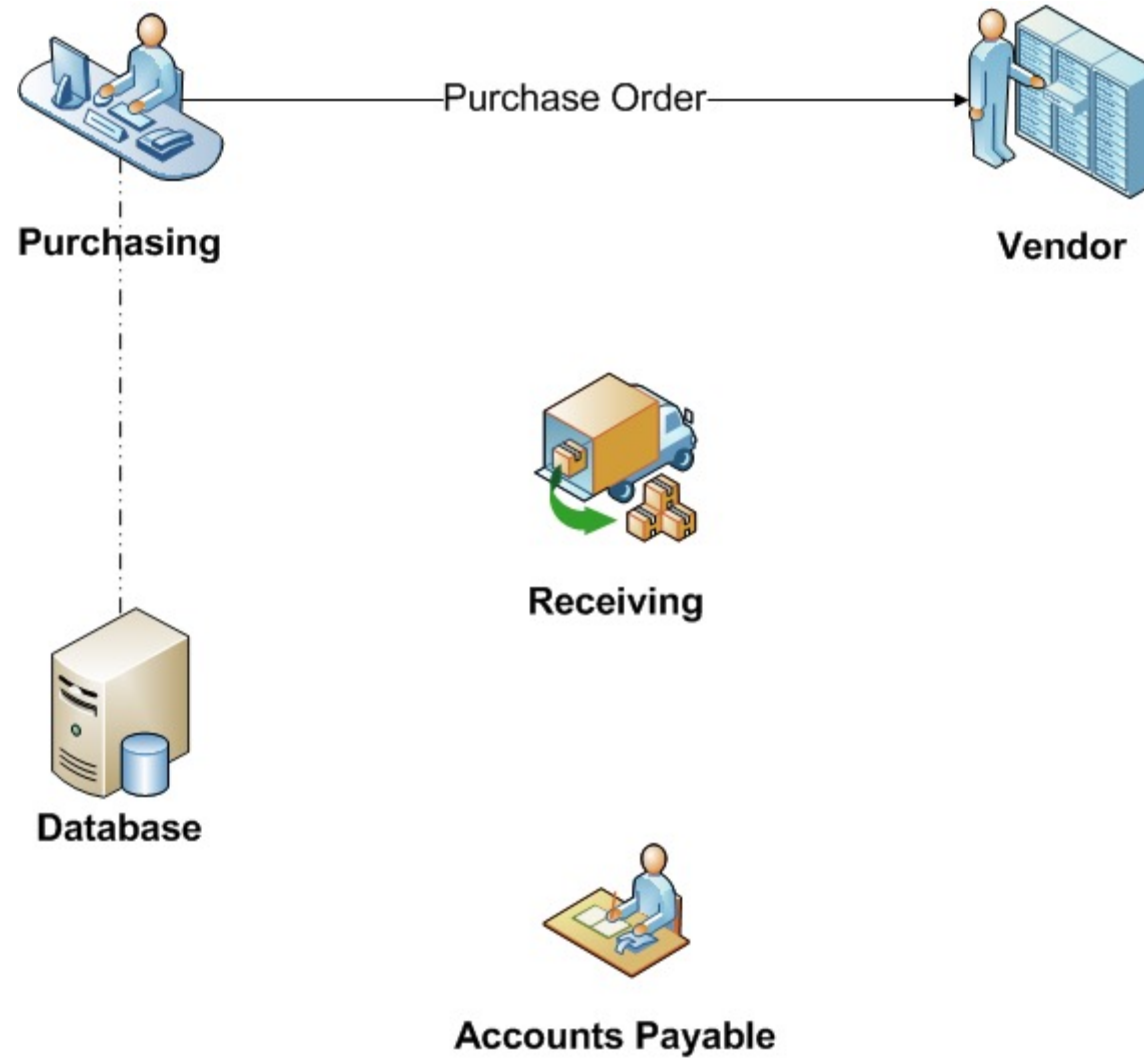 Purchase Order
Purchasing
Vendor
Receiving
Database
Accounts Payable